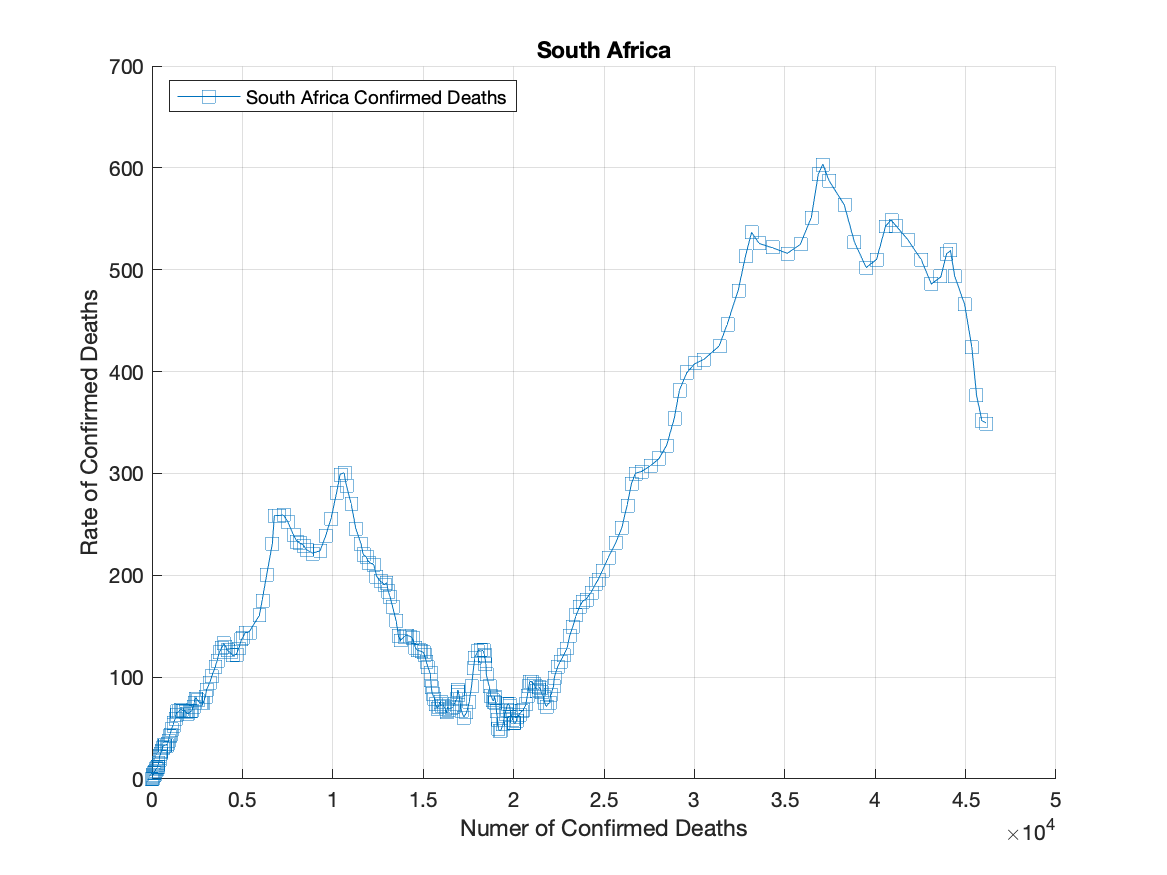 South Africa
South Africa Confirmed Deaths
700
600
500
400
300
200
100
0
Rate of Confirmed Deaths
0 0.5 1 1.5 2 2.5 3 3.5 4 4.5 5
×10⁴
Numer of Confirmed Deaths